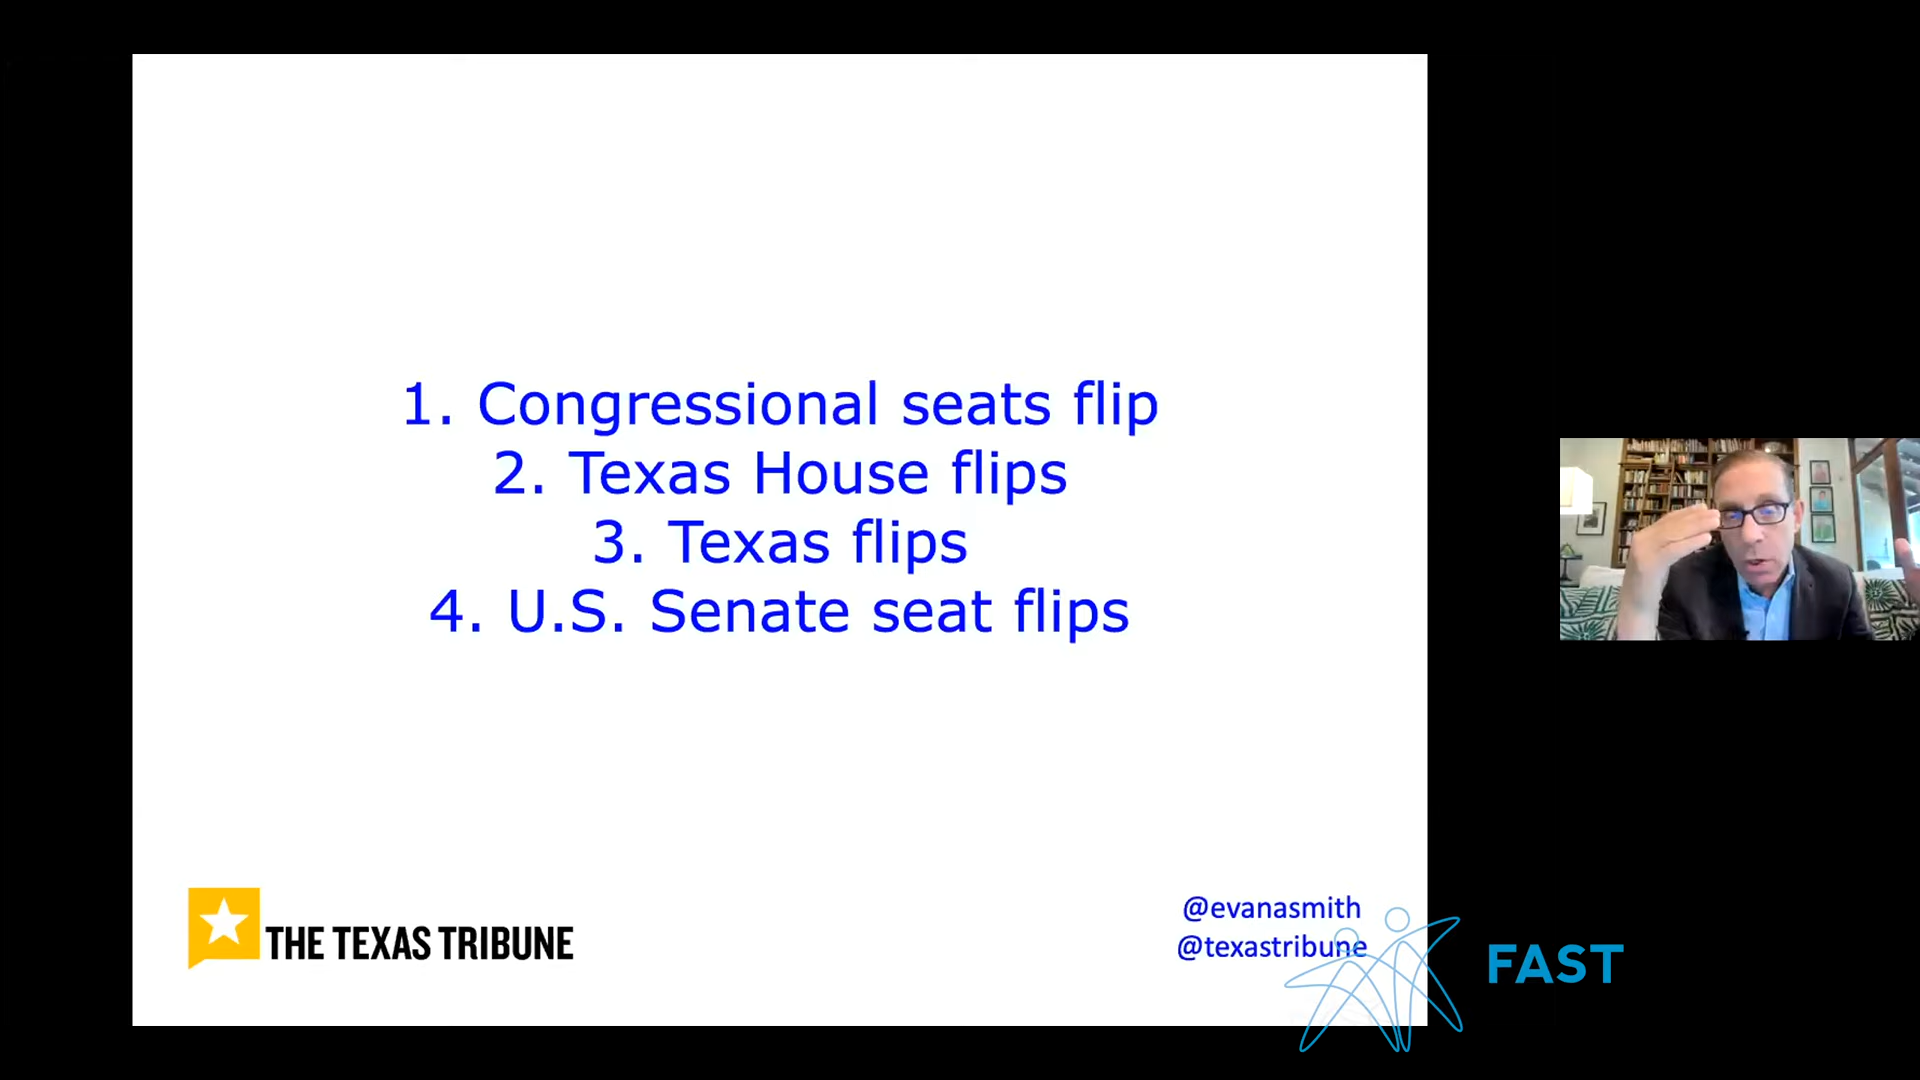 1. Congressional seats flip
2. Texas House flips
3. Texas flips
4. U.S. Senate seat flips
THE TEXAS TRIBUNE
@evanasmith
@texastribune
FAST